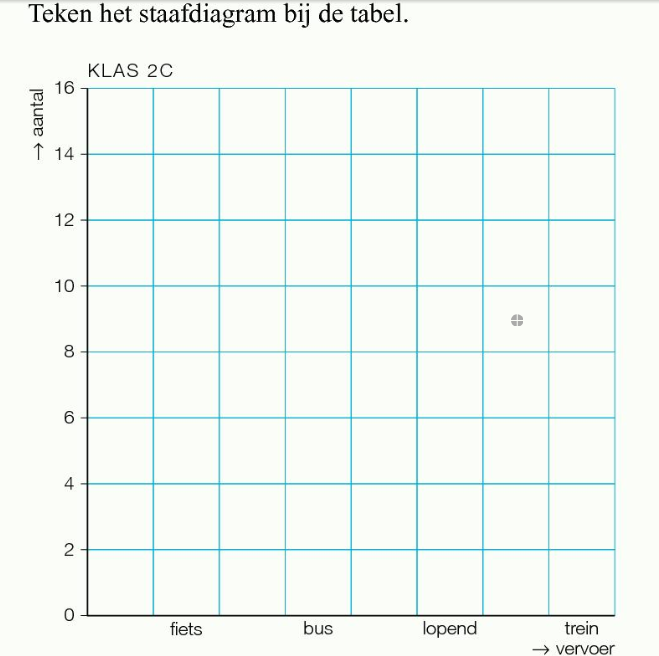 Teken het staafdiagram bij de tabel.
KLAS 2C
→ aantal
16
14
12
10
8
6
4
2
0
fiets bus lopend trein
→ vervoer